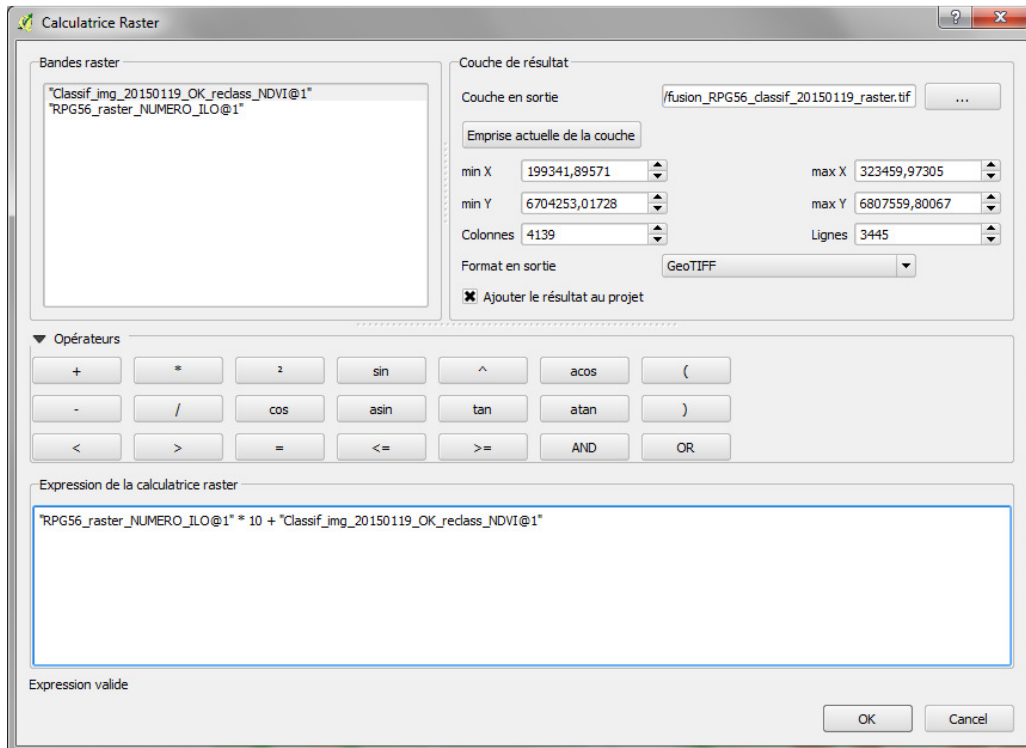 Calculatrice Raster
Bandes raster
"Classif_img_20150119_OK_reclass_NDVI@1"
"RPG56_raster_NUMERO_ILO@1"
Couche de résultat
Couche en sortie /fusion_RPG56_classif_20150119_raster.tif ...
Emprise actuelle de la couche
min X 199341,89571 max X 323459,97305
min Y 6704253,01728 max Y 6807559,80067
Colonnes 4139 Lignes 3445
Format en sortie GeoTIFF
Ajouter le résultat au projet
Opérateurs
+ * ² sin ^ acos (
- / cos asin tan atan )
< > = <= >= AND OR
Expression de la calculatrice raster
"RPG56_raster_NUMERO_ILO@1" * 10 + "Classif_img_20150119_OK_reclass_NDVI@1"
Expression valide
OK Cancel